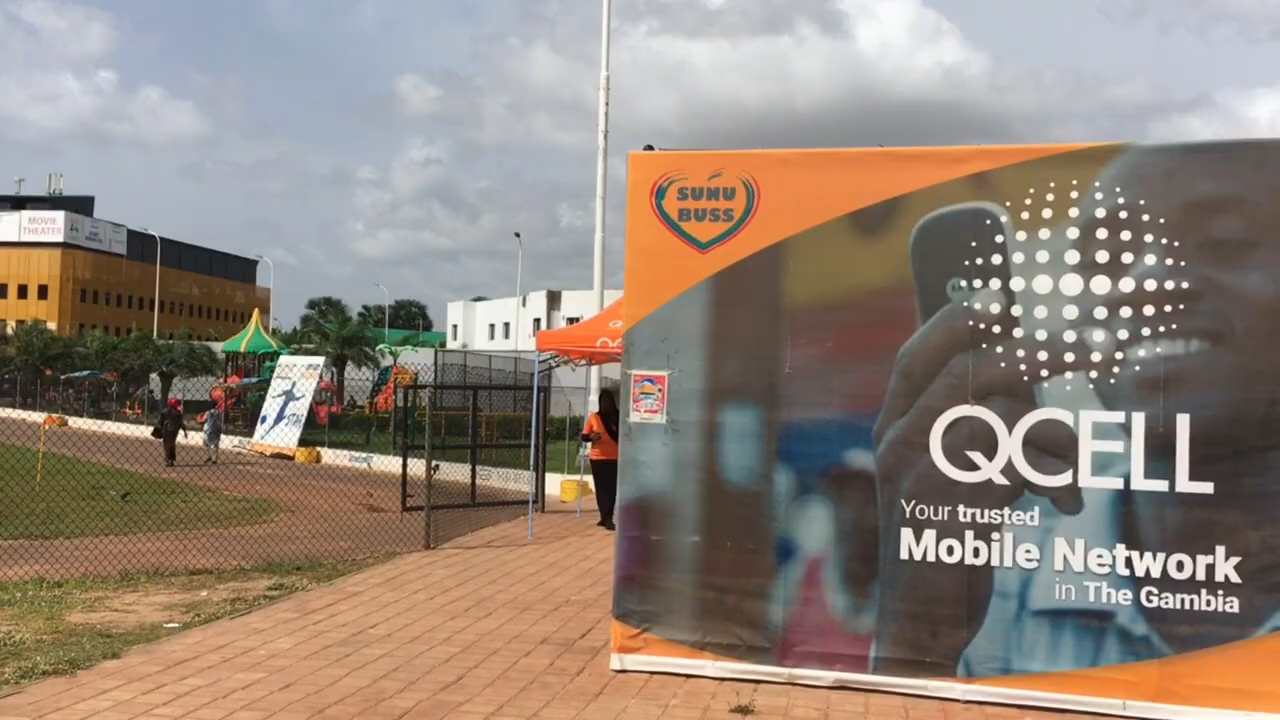 MOVIE
THEATER
SUNU
BUSS
QCELL
Your trusted
Mobile Network
in The Gambia